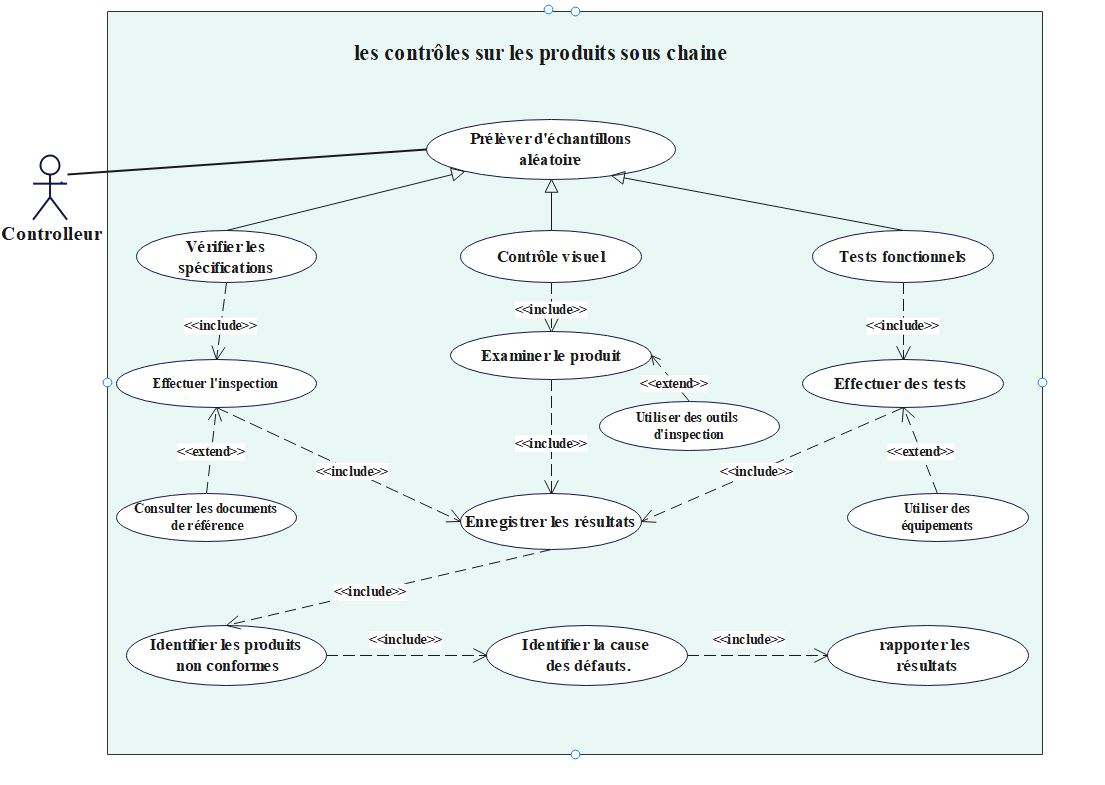 les contrôles sur les produits sous chaine
Prélèver d'échantillons
aléatoire
Controlleur
Vérifier les
spécifications
Contrôle visuel
Tests fonctionnels
<<include>>
<<include>>
<<include>>
Effectuer l'inspection
Examiner le produit
Effectuer des tests
<<extend>>
Utiliser des outils
d'inspection
<<extend>>
<<include>>
<<include>>
<<include>>
<<extend>>
Consulter les documents
de référence
Enregistrer les résultats
Utiliser des
équipements
<<include>>
Identifier les produits
non conformes
<<include>>
Identifier la cause
des défauts.
<<include>>
rapporter les
résultats